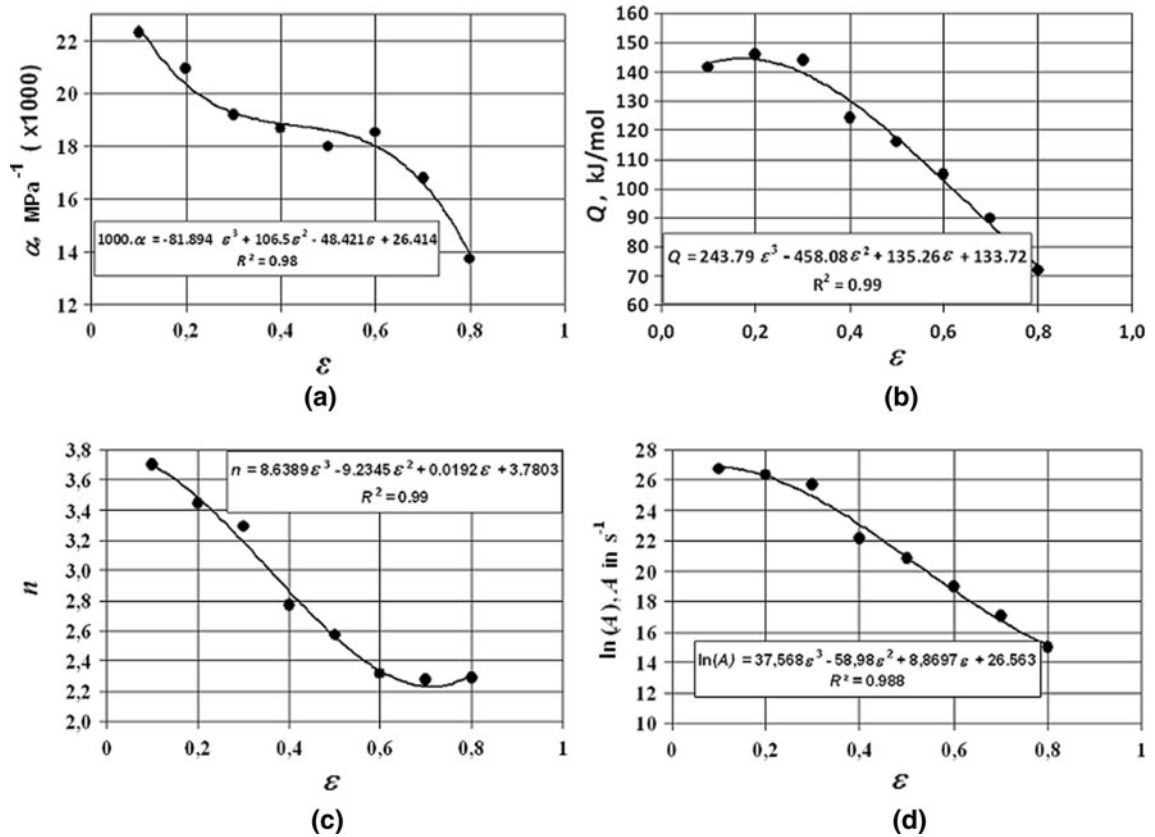 α MPa⁻¹ (x1000)
22
20
18
16
14
12
1000.α = -81.894 ε³ + 106.5ε² - 48.421ε + 26.414
R² = 0.98
0 0,2 0,4 0,6 0,8 1
ε
(a)
Q, kJ/mol
160
150
140
130
120
110
100
90
80
70
60
Q = 243.79 ε³ - 458.08ε² + 135.26ε + 133.72
R² = 0.99
0,0 0,2 0,4 0,6 0,8 1,0
ε
(b)
n
3,8
3,6
3,4
3,2
3,0
2,8
2,6
2,4
2,2
2,0
n = 8.6389ε³ - 9.2345ε² + 0.0192ε + 3.7803
R² = 0.99
0 0,2 0,4 0,6 0,8 1
ε
(c)
ln(A), A in s⁻¹
28
26
24
22
20
18
16
14
12
10
ln(A) = 37,568ε³ - 58,98ε² + 8,8697ε + 26.563
R² = 0.988
0 0,2 0,4 0,6 0,8 1
ε
(d)